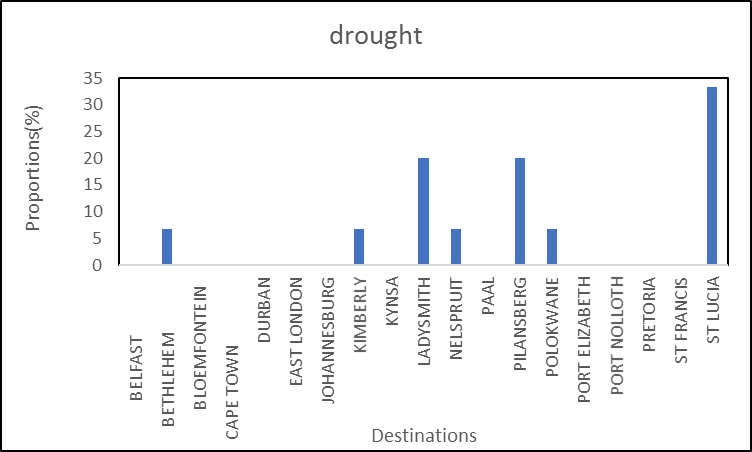 drought
Proportions(%)
35
30
25
20
15
10
5
0
BELFAST
BETHLEHEM
BLOEMFONTEIN
CAPE TOWN
DURBAN
EAST LONDON
JOHANNESBURG
KIMBERLY
KYNSA
LADYSMITH
NELSPRUIT
PAAL
PILANSBERG
POLOKWANE
PORT ELIZABETH
PORT NOLLOTH
PRETORIA
ST FRANCIS
ST LUCIA
Destinations